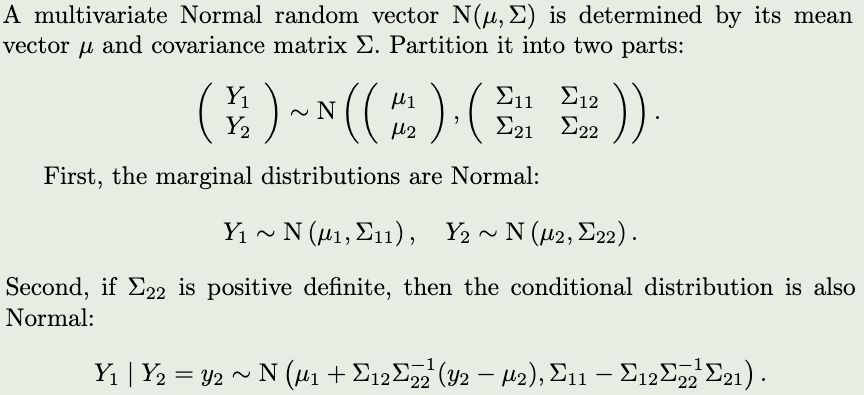 A multivariate Normal random vector N(μ, Σ) is determined by its mean
vector μ and covariance matrix Σ. Partition it into two parts:
( Y₁ Y₂ ) ∼ N ( ( μ₁ μ₂ ) , ( Σ₁₁ Σ₁₂ Σ₂₁ Σ₂₂ ) ) .
First, the marginal distributions are Normal:
Y₁ ∼ N (μ₁, Σ₁₁) , Y₂ ∼ N (μ₂, Σ₂₂) .
Second, if Σ₂₂ is positive definite, then the conditional distribution is also
Normal:
Y₁ | Y₂ = y₂ ∼ N (μ₁ + Σ₁₂Σ₂₂⁻¹(y₂ − μ₂), Σ₁₁ − Σ₁₂Σ₂₂⁻¹Σ₂₁) .